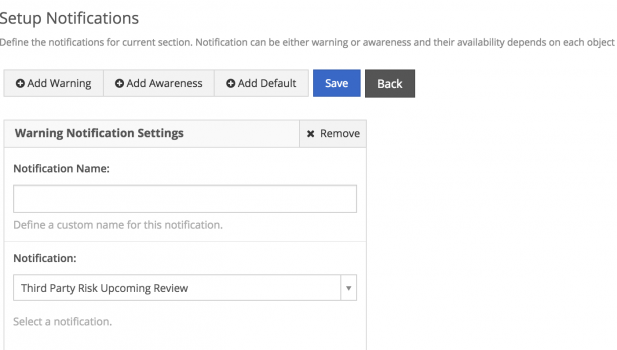 Setup Notifications
Define the notifications for current section. Notification can be either warning or awareness and their availability depends on each object
Add Warning Add Awareness Add Default Save Back
Warning Notification Settings Remove
Notification Name:
Define a custom name for this notification.
Notification:
Third Party Risk Upcoming Review
Select a notification.